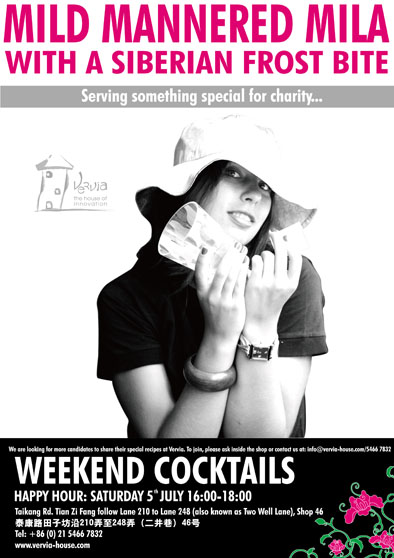 MILD MANNERED MILA
WITH A SIBERIAN FROST BITE
Serving something special for charity...
Vervia
the house of
innovation
We are looking for more candidates to share their special recipes at Vervia. To join, please ask inside the shop or contact us at: info@vervia-house.com/5466 7832
WEEKEND COCKTAILS
HAPPY HOUR: SATURDAY 5th JULY 16:00-18:00
Taikang Rd. Tian Zi Fang follow Lane 210 to Lane 248 (also known as Two Well Lane), Shop 46
泰康路田子坊沿210弄至248弄（二井巷）46号
Tel: +86 (0) 21 5466 7832
www.vervia-house.com